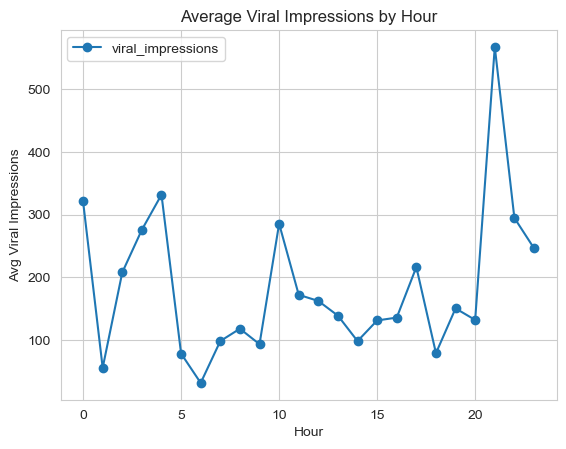 Average Viral Impressions by Hour
viral_impressions
Avg Viral Impressions
500
400
300
200
100
0
5
10
15
20
Hour